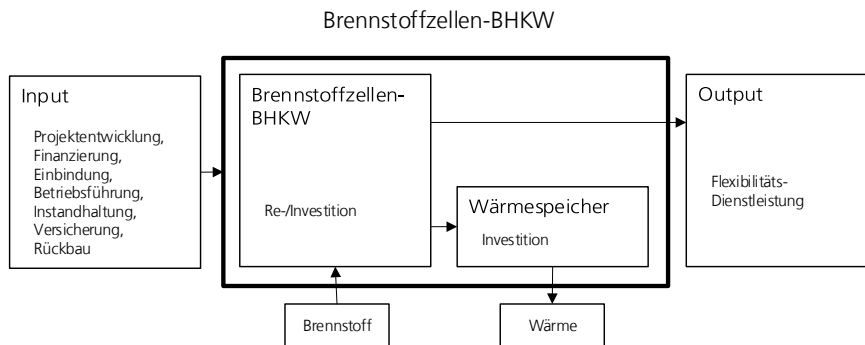 Brennstoffzellen-BHKW
Input
Projektentwicklung,
Finanzierung,
Einbindung,
Betriebsführung,
Instandhaltung,
Versicherung,
Rückbau
Brennstoffzellen-
BHKW
Re-/Investition
Wärmespeicher
Investition
Output
Flexibilitäts-
Dienstleistung
Brennstoff
Wärme